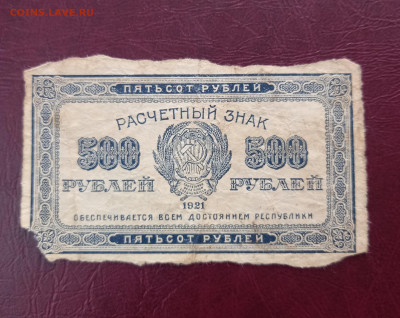 COINS.LAVE.RU
ПЯТЬСОТ РУБЛЕЙ
РАСЧЕТНЫЙ ЗНАК
500 500
РУБЛЕЙ РУБЛЕЙ
1921
ОБЕСПЕЧИВАЕТСЯ ВСЕМ ДОСТОЯНИЕМ РЕСПУБЛИКИ
ПЯТЬСОТ РУБЛЕЙ